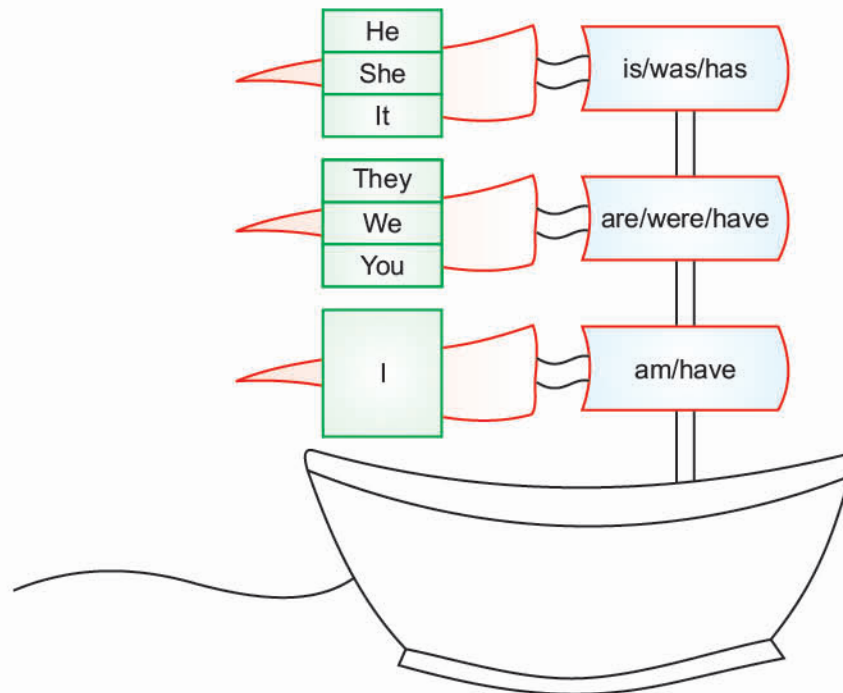 He
She
It
is/was/has
They
We
You
are/were/have
I
am/have